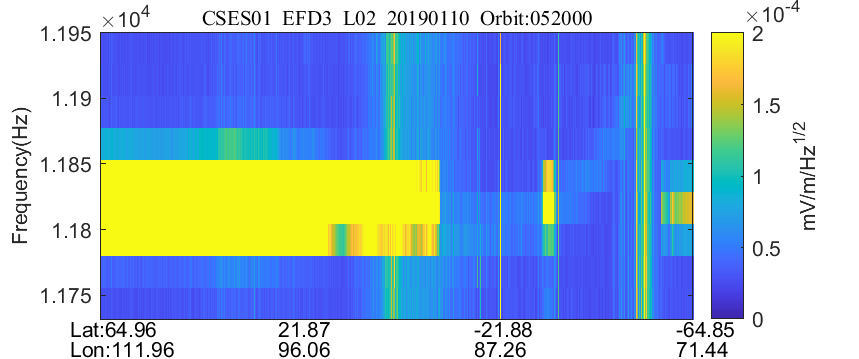 CSES01 EFD3 L02 20190110 Orbit:052000
×10⁴
×10⁻⁴
1.195
1.19
1.185
1.18
1.175
Frequency(Hz)
2
1.5
1
0.5
0
mV/m/Hz^1/2
Lat:64.96 21.87 -21.88 -64.85
Lon:111.96 96.06 87.26 71.44